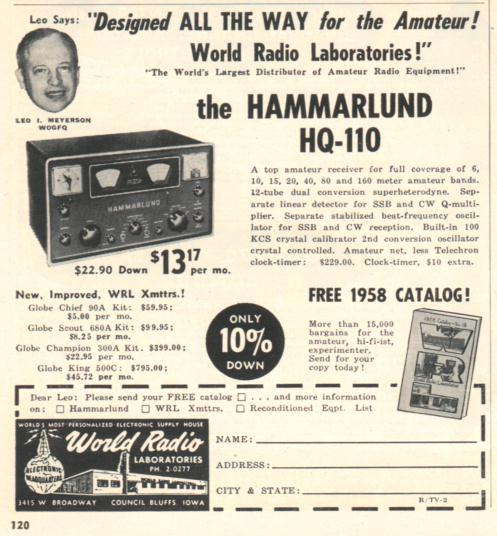 Leo Says: "Designed ALL THE WAY for the Amateur!
World Radio Laboratories!"
"The World's Largest Distributor of Amateur Radio Equipment!"
LEO I. MEYERSON
WOGFQ
the HAMMARLUND
HQ-110
HAMMARLUND
A top amateur receiver for full coverage of 6,
10, 15, 20, 40, 80 and 160 meter amateur bands.
12-tube dual conversion superheterodyne. Sep-
arate linear detector for SSB and CW Q-multi-
plier. Separate stabilized beat-frequency oscil-
lator for SSB and CW reception. Built-in 100
KCS crystal calibrator 2nd conversion oscillator
crystal controlled. Amateur net, less Telechron
clock-timer: $229.00. Clock-timer, $10 extra.
$22.90 Down $13.17 per mo.
New, Improved, WRL Xmttrs.!
Globe Chief 90A Kit: $59.95;
$5.00 per mo.
Globe Scout 680A Kit: $99.95;
$8.25 per mo.
Globe Champion 300A Kit. $399.00;
$22.95 per mo.
Globe King 500C: $795.00;
$45.72 per mo.
ONLY
10%
DOWN
FREE 1958 CATALOG!
More than 15,000
bargains for the
amateur, hi-fi-ist,
experimenter.
Send for your
copy today!
Dear Leo: Please send your FREE catalog □ . . . and more information
on: □ Hammarlund □ WRL Xmttrs. □ Reconditioned Eqpt. List
WORLD'S MOST PERSONALIZED ELECTRONIC SUPPLY HOUSE
World Radio
LABORATORIES
PH. 2-0277
ELECTRONIC
HEADQUARTERS
3415 W BROADWAY COUNCIL BLUFFS, IOWA
NAME:
ADDRESS:
CITY & STATE:
R/TV-2
120